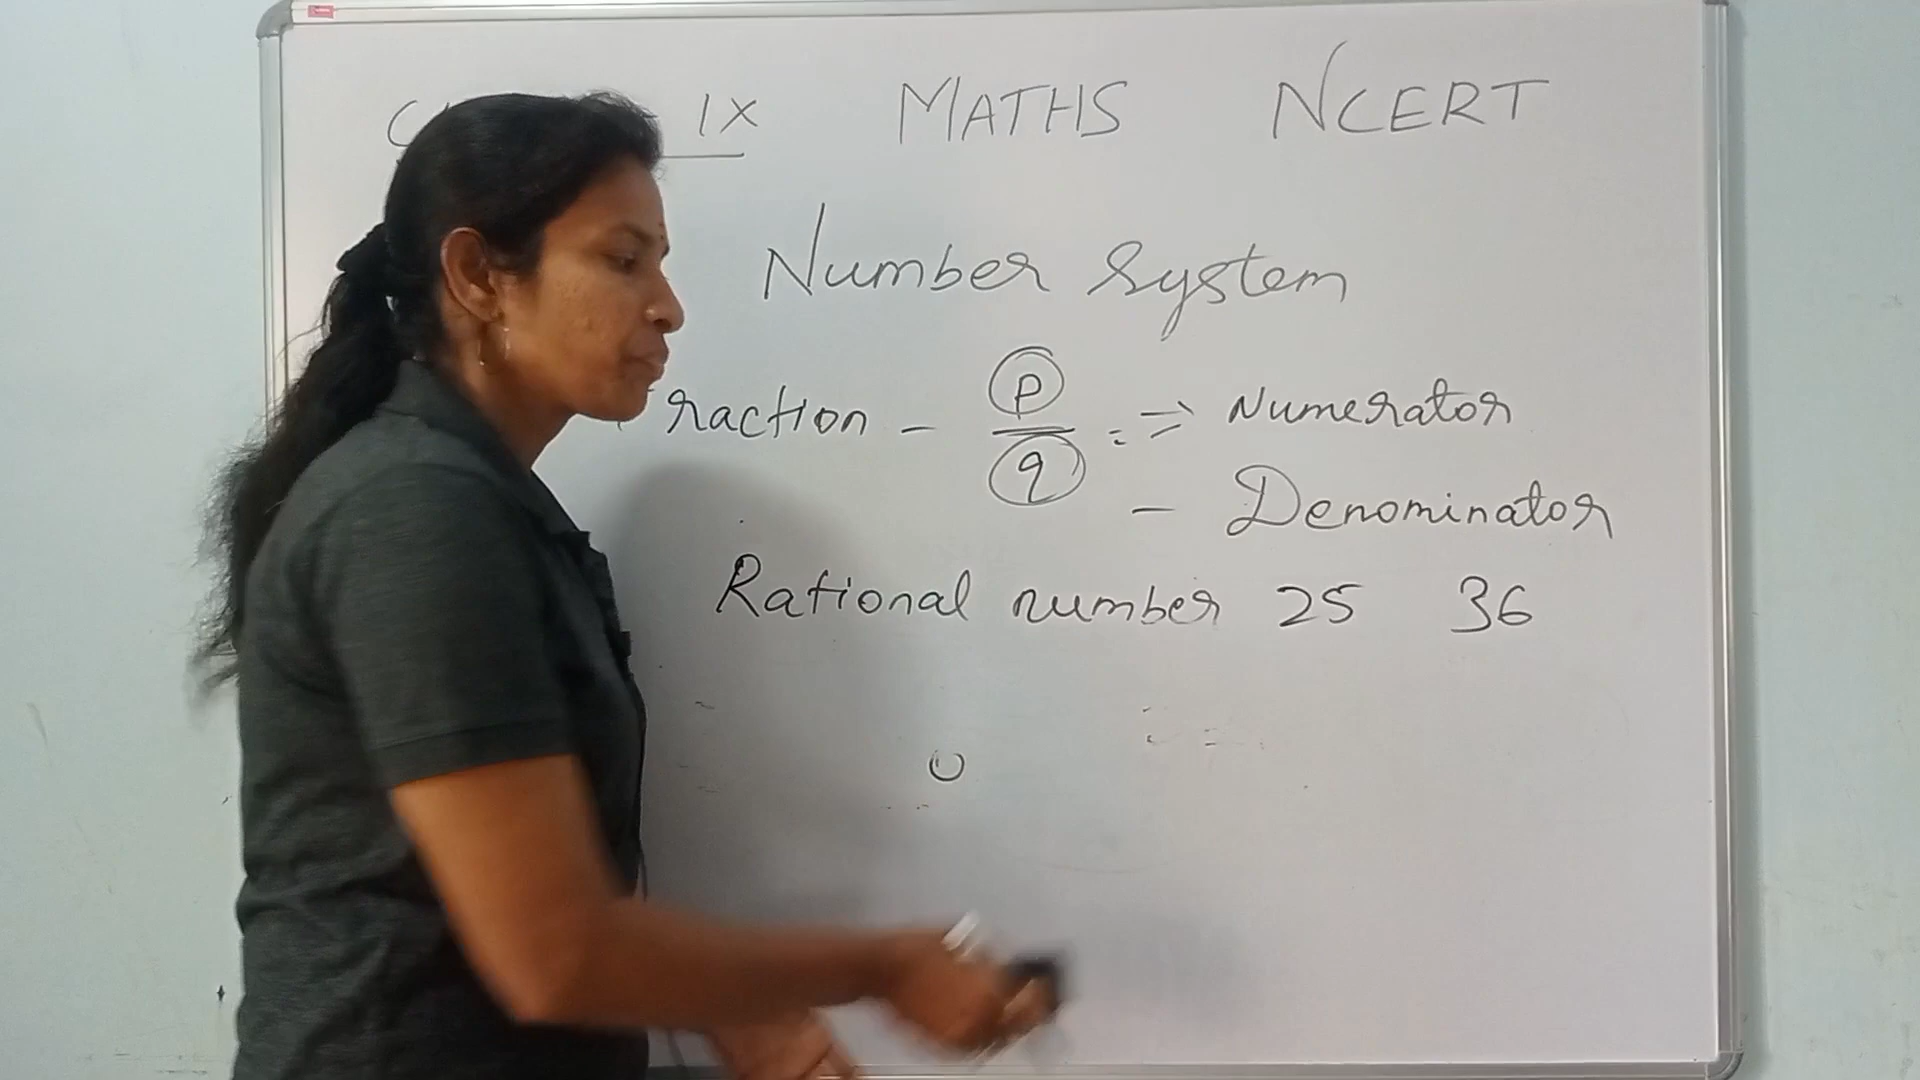 IX MATHS NCERT
Number System
raction - p/q => Numerator
- Denominator
Rational number 25 36